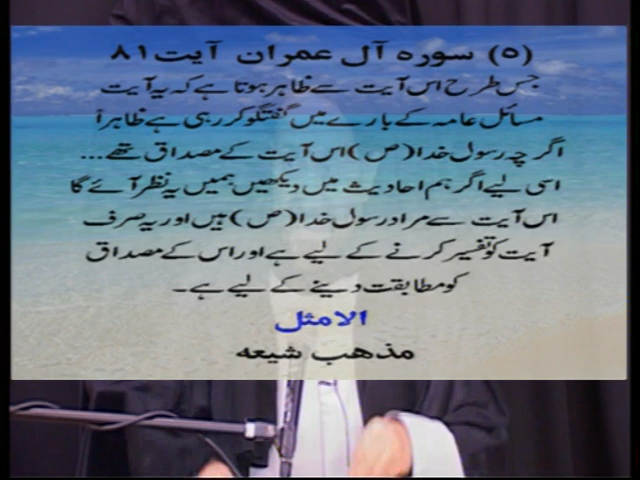 (۵) سورہ آل عمران آیت ۸۱
جس طرح اس آیت سے ظاہر ہوتا ہے کہ یہ آیت
مسائل عامہ کے بارے میں گفتگو کر رہی ہے ظاہراً
اگر چہ رسول خدا (ص) اس آیت کے مصداق تھے...
اسی لیے اگر ہم احادیث میں دیکھیں ہمیں یہ نظر آئے گا
اس آیت سے مراد رسول خدا (ص) ہیں اور یہ صرف
آیت کو تفسیر کرنے کے لیے ہے اور اس کے مصداق
کو مطابقت دینے کے لیے ہے۔
الامثل
مذہب شیعہ